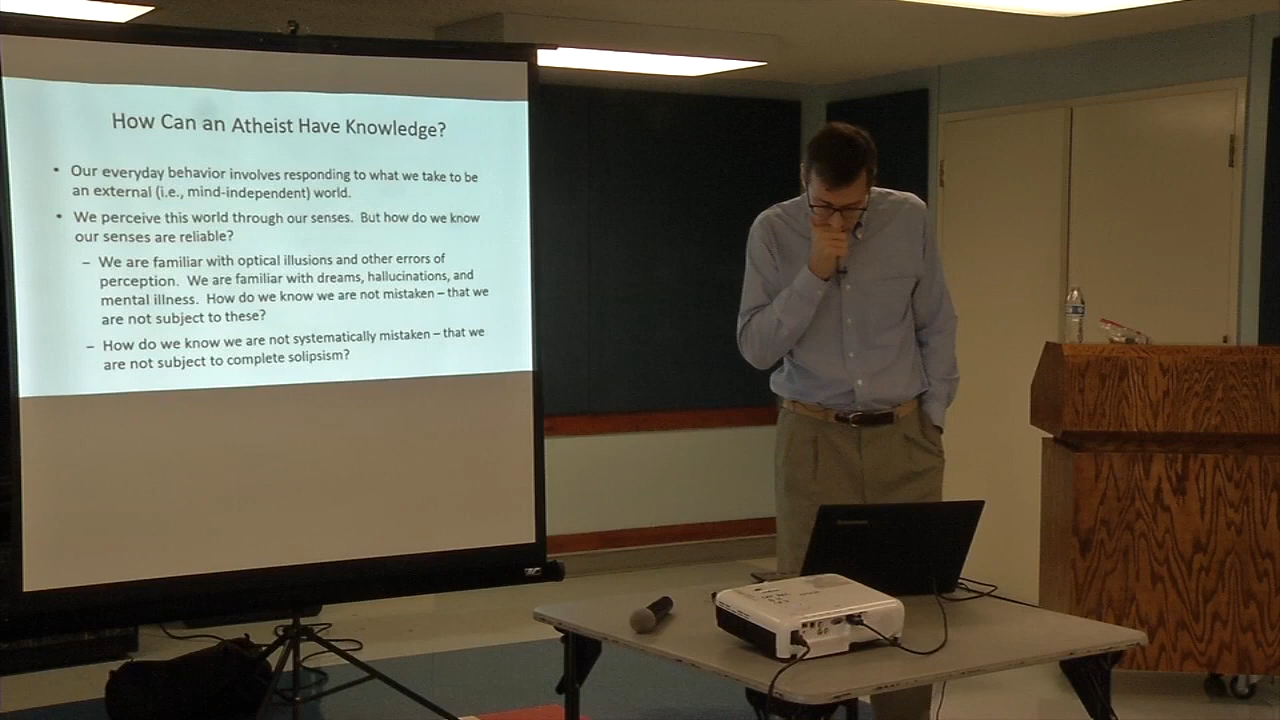 How Can an Atheist Have Knowledge?
• Our everyday behavior involves responding to what we take to be
an external (i.e., mind-independent) world.
• We perceive this world through our senses. But how do we know
our senses are reliable?
– We are familiar with optical illusions and other errors of
perception. We are familiar with dreams, hallucinations, and
mental illness. How do we know we are not mistaken – that we
are not subject to these?
– How do we know we are not systematically mistaken – that we
are not subject to complete solipsism?